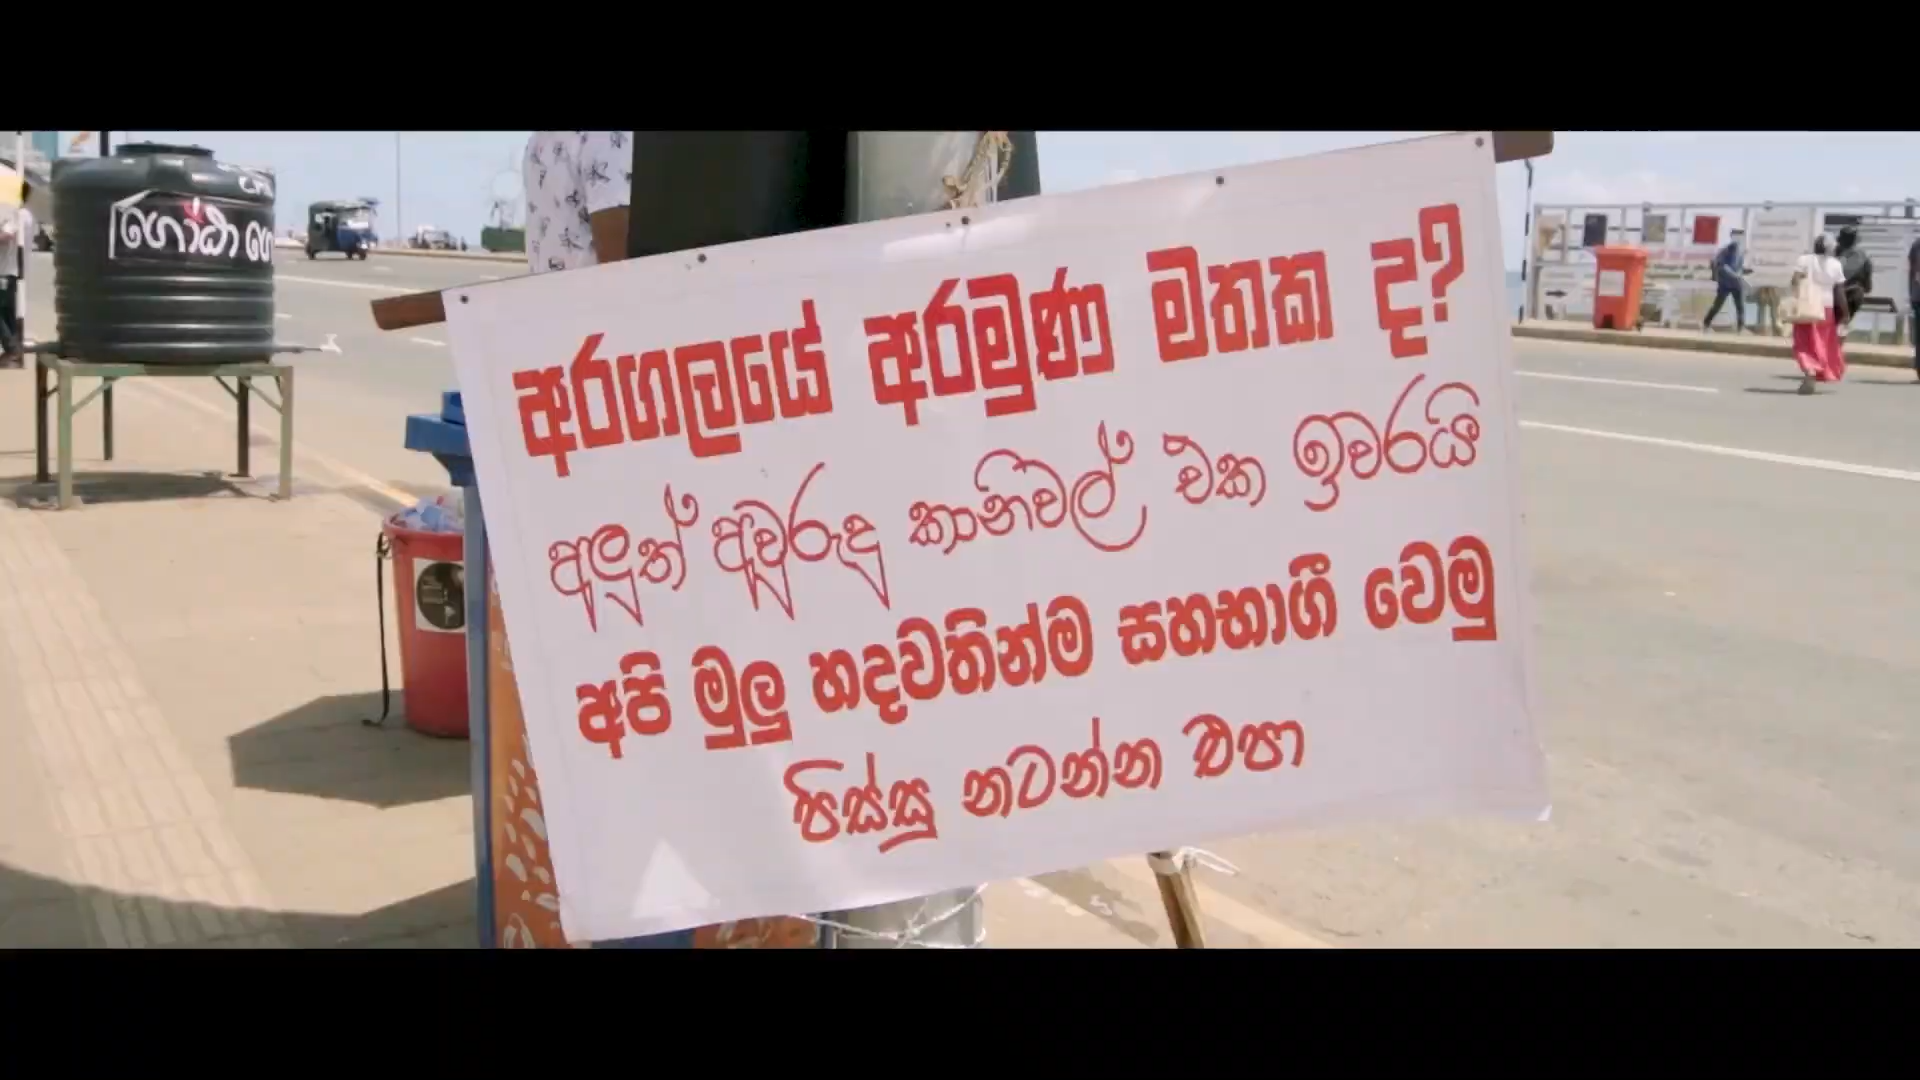 ගෝඨා
අරගලයේ අරමුණ මතක ද?
අලුත් අවුරුදු කානිවල් එක ඉවරයි
අපි මුලු හදවතින්ම සහභාගී වෙමු
පිස්සු නටන්න එපා